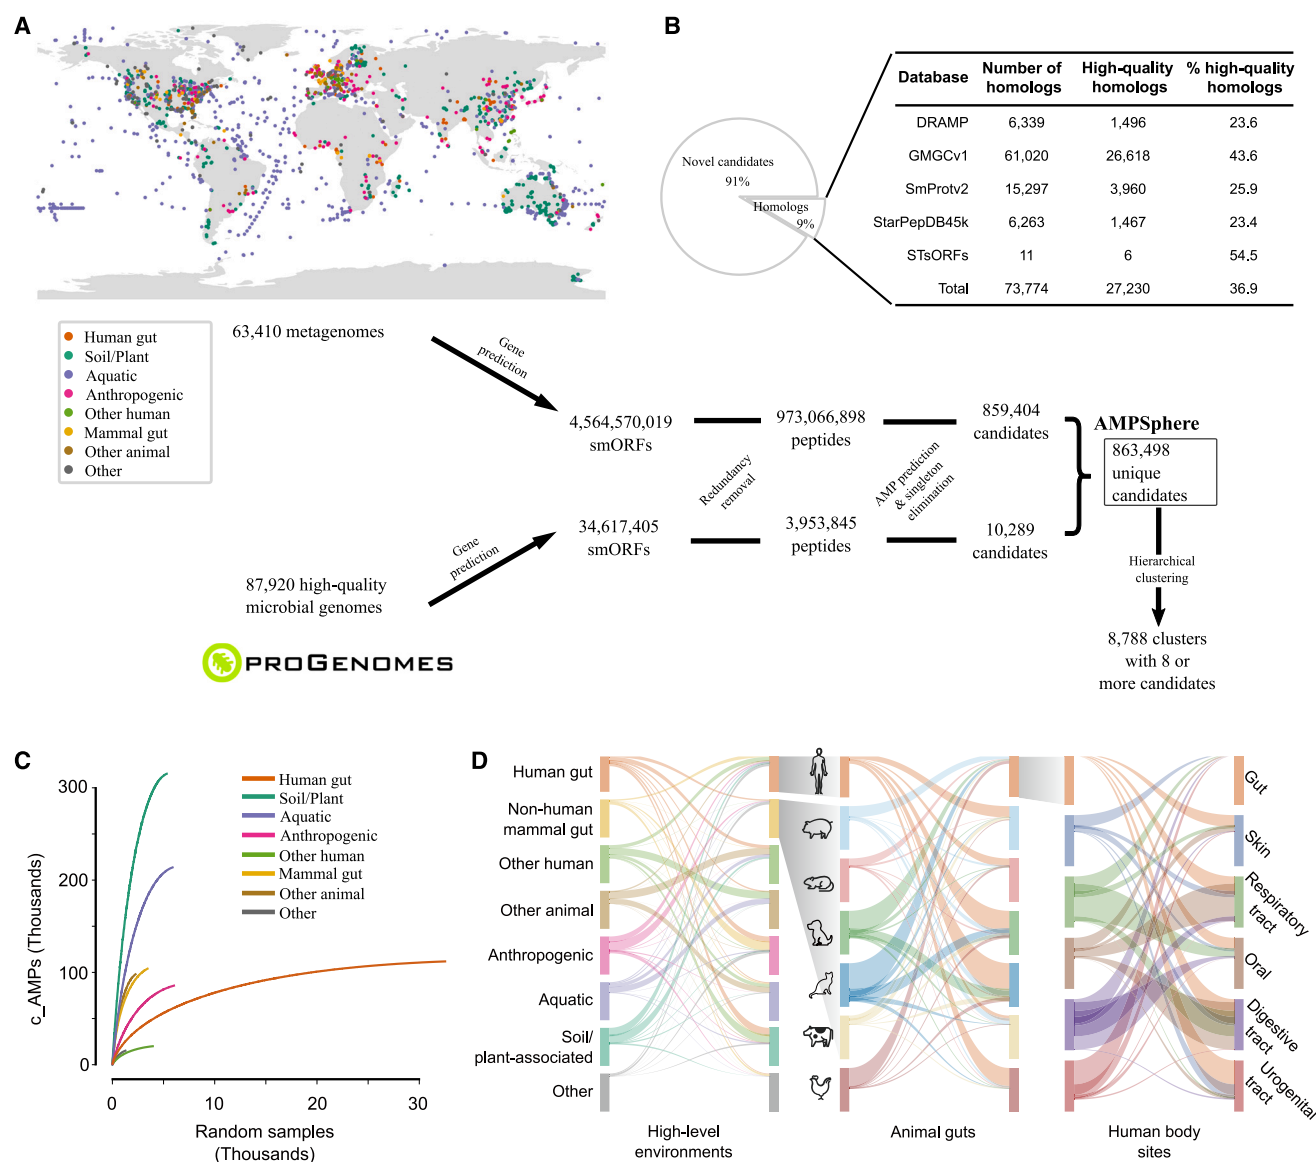 A
B
Database Number of homologs High-quality homologs % high-quality homologs
DRAMP 6,339 1,496 23.6
GMGCv1 61,020 26,618 43.6
SmProtv2 15,297 3,960 25.9
StarPepDB45k 6,263 1,467 23.4
STsORFs 11 6 54.5
Total 73,774 27,230 36.9
Novel candidates
91%
Homologs
9%
Human gut
Soil/Plant
Aquatic
Anthropogenic
Other human
Mammal gut
Other animal
Other
63,410 metagenomes
Gene
prediction
4,564,570,019
smORFs
Redundancy
removal
973,066,898
peptides
AMP prediction
& singleton
elimination
859,404
candidates
34,617,405
smORFs
3,953,845
peptides
10,289
candidates
87,920 high-quality
microbial genomes
Gene
prediction
PROGENOMES
AMPSphere
863,498
unique
candidates
Hierarchical
clustering
8,788 clusters
with 8 or
more candidates
C
c_AMPs (Thousands)
300
200
100
0
0 10 20 30
Random samples
(Thousands)
Human gut
Soil/Plant
Aquatic
Anthropogenic
Other human
Mammal gut
Other animal
Other
D
Human gut
Non-human
mammal gut
Other human
Other animal
Anthropogenic
Aquatic
Soil/
plant-associated
Other
High-level
environments
Animal guts
Gut
Skin
Respiratory
tract
Oral
Digestive
tract
Urogenital
tract
Human body
sites